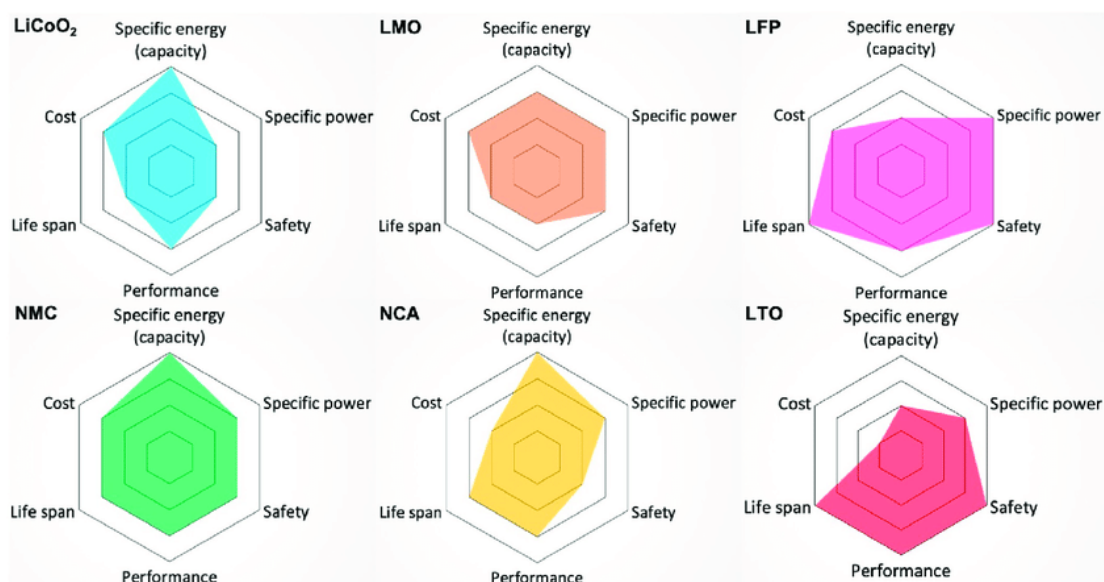 LiCoO₂
Specific energy
(capacity)
Cost
Specific power
Life span
Safety
Performance
LMO
Specific energy
(capacity)
Cost
Specific power
Life span
Safety
Performance
LFP
Specific energy
(capacity)
Cost
Specific power
Life span
Safety
Performance
NMC
Specific energy
(capacity)
Cost
Specific power
Life span
Safety
Performance
NCA
Specific energy
(capacity)
Cost
Specific power
Life span
Safety
Performance
LTO
Specific energy
(capacity)
Cost
Specific power
Life span
Safety
Performance